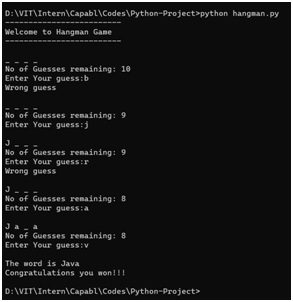 D:\VIT\Intern\Capabl\Codes\Python-Project>python hangman.py
-------------------------
Welcome to Hangman Game
-------------------------
_ _ _ _
No of Guesses remaining: 10
Enter Your guess:b
Wrong guess
_ _ _ _
No of Guesses remaining: 9
Enter Your guess:j
J _ _ _
No of Guesses remaining: 9
Enter Your guess:r
Wrong guess
J _ _ _
No of Guesses remaining: 8
Enter Your guess:a
J a _ a
No of Guesses remaining: 8
Enter Your guess:v
The word is Java
Congratulations you won!!!
D:\VIT\Intern\Capabl\Codes\Python-Project>